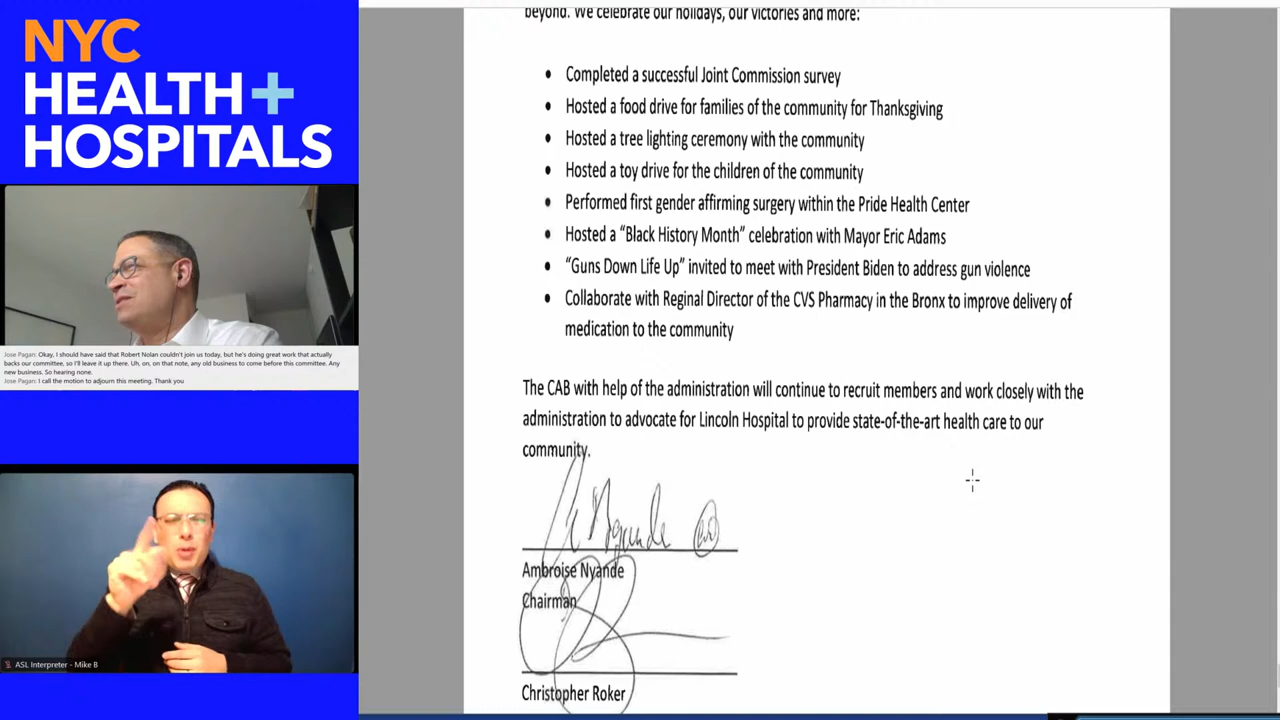 NYC
HEALTH+
HOSPITALS
Jose Pagan: Okay, I should have said that Robert Nolan couldn't join us today, but he's doing great work that actually
backs our committee, so I'll leave it up there. Uh, on, on that note, any old business to come before this committee. Any
new business. So hearing none.
Jose Pagan: I call the motion to adjourn this meeting. Thank you
ASL Interpreter - Mike B
beyond. We celebrate our holidays, our victories and more:
• Completed a successful Joint Commission survey
• Hosted a food drive for families of the community for Thanksgiving
• Hosted a tree lighting ceremony with the community
• Hosted a toy drive for the children of the community
• Performed first gender affirming surgery within the Pride Health Center
• Hosted a “Black History Month” celebration with Mayor Eric Adams
• “Guns Down Life Up” invited to meet with President Biden to address gun violence
• Collaborate with Reginal Director of the CVS Pharmacy in the Bronx to improve delivery of
medication to the community
The CAB with help of the administration will continue to recruit members and work closely with the
administration to advocate for Lincoln Hospital to provide state-of-the-art health care to our
community.
Ambroise Nyande
Chairman
Christopher Roker